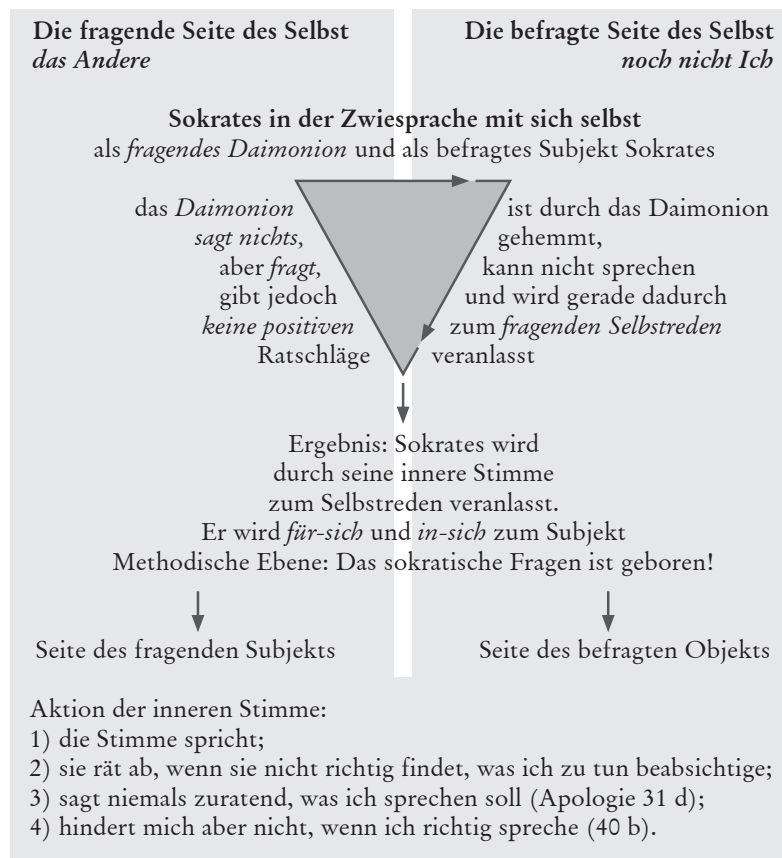 Die fragende Seite des Selbst
das Andere
Die befragte Seite des Selbst
noch nicht Ich
Sokrates in der Zwiesprache mit sich selbst
als fragendes Daimonion und als befragtes Subjekt Sokrates
das Daimonion
sagt nichts,
aber fragt,
gibt jedoch
keine positiven
Ratschläge
ist durch das Daimonion
gehemmt,
kann nicht sprechen
und wird gerade dadurch
zum fragenden Selbstreden
veranlasst
Ergebnis: Sokrates wird
durch seine innere Stimme
zum Selbstreden veranlasst.
Er wird für-sich und in-sich zum Subjekt
Methodische Ebene: Das sokratische Fragen ist geboren!
Seite des fragenden Subjekts
Seite des befragten Objekts
Aktion der inneren Stimme:
1) die Stimme spricht;
2) sie rät ab, wenn sie nicht richtig findet, was ich zu tun beabsichtige;
3) sagt niemals zuratend, was ich sprechen soll (Apologie 31 d);
4) hindert mich aber nicht, wenn ich richtig spreche (40 b).